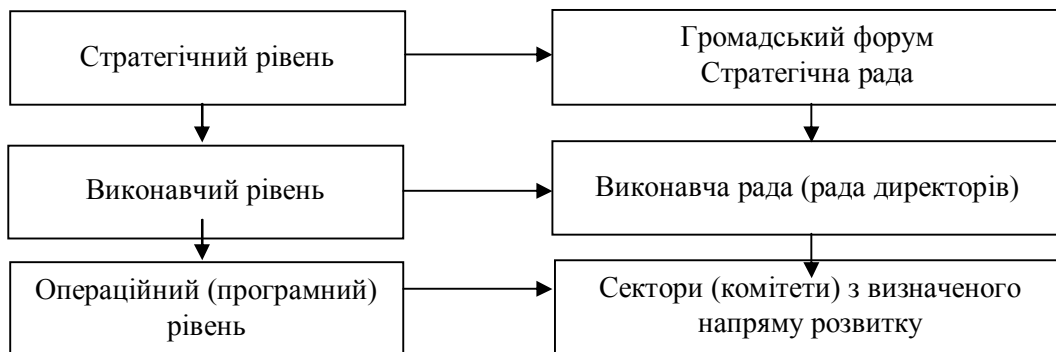 Стратегічний рівень
Громадський форум
Стратегічна рада
Виконавчий рівень
Виконавча рада (рада директорів)
Операційний (програмний)
рівень
Сектори (комітети) з визначеного
напряму розвитку